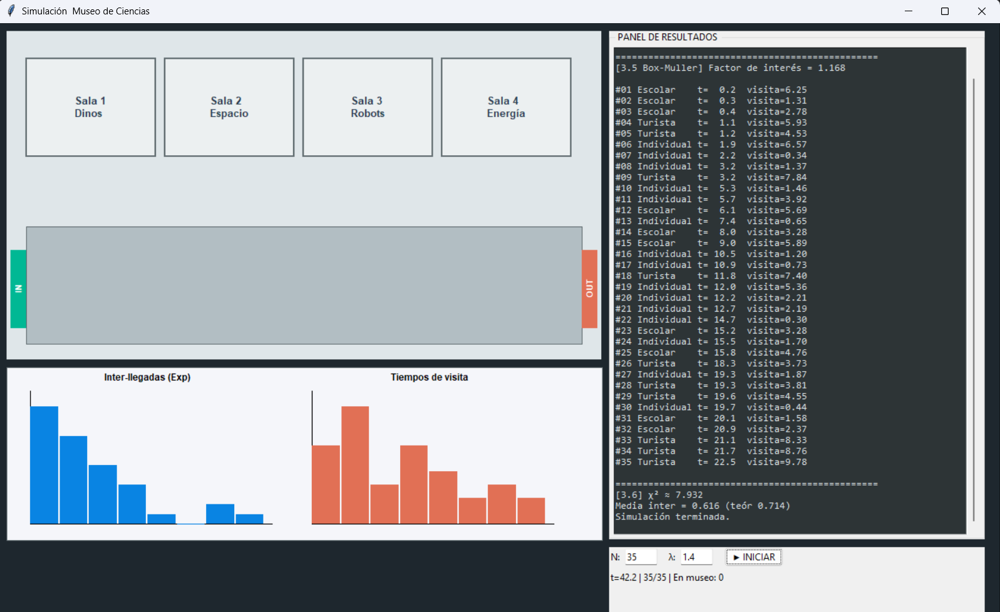 Simulación  Museo de Ciencias
Sala 1
Dinos
Sala 2
Espacio
Sala 3
Robots
Sala 4
Energía
IN
OUT
Inter-llegadas (Exp)
Tiempos de visita
PANEL DE RESULTADOS
================================================
[3.5 Box-Muller] Factor de interés = 1.168
#01 Escolar    t=  0.2  visita=6.25
#02 Escolar    t=  0.3  visita=1.31
#03 Escolar    t=  0.4  visita=2.78
#04 Turista    t=  1.1  visita=5.93
#05 Turista    t=  1.2  visita=4.53
#06 Individual t=  1.9  visita=6.57
#07 Individual t=  2.2  visita=0.34
#08 Individual t=  3.2  visita=1.37
#09 Turista    t=  3.2  visita=7.84
#10 Individual t=  5.3  visita=1.46
#11 Individual t=  5.7  visita=3.92
#12 Escolar    t=  6.1  visita=5.69
#13 Individual t=  7.4  visita=0.65
#14 Escolar    t=  8.0  visita=3.28
#15 Escolar    t=  9.0  visita=5.89
#16 Individual t= 10.5  visita=1.20
#17 Individual t= 10.9  visita=0.73
#18 Turista    t= 11.8  visita=7.40
#19 Individual t= 12.0  visita=5.36
#20 Individual t= 12.2  visita=2.21
#21 Individual t= 12.7  visita=2.19
#22 Individual t= 14.7  visita=0.30
#23 Escolar    t= 15.2  visita=3.28
#24 Individual t= 15.5  visita=1.70
#25 Escolar    t= 15.8  visita=4.76
#26 Turista    t= 18.3  visita=3.73
#27 Individual t= 19.3  visita=1.87
#28 Turista    t= 19.3  visita=3.81
#29 Turista    t= 19.6  visita=4.55
#30 Individual t= 19.7  visita=0.44
#31 Escolar    t= 20.1  visita=1.58
#32 Escolar    t= 20.9  visita=2.37
#33 Turista    t= 21.1  visita=8.33
#34 Turista    t= 21.7  visita=8.76
#35 Turista    t= 22.5  visita=9.78
================================================
[3.6] χ² ≈ 7.932
Media inter = 0.616 (teór 0.714)
Simulación terminada.
N: 35 λ: 1.4 ► INICIAR
t=42.2 | 35/35 | En museo: 0